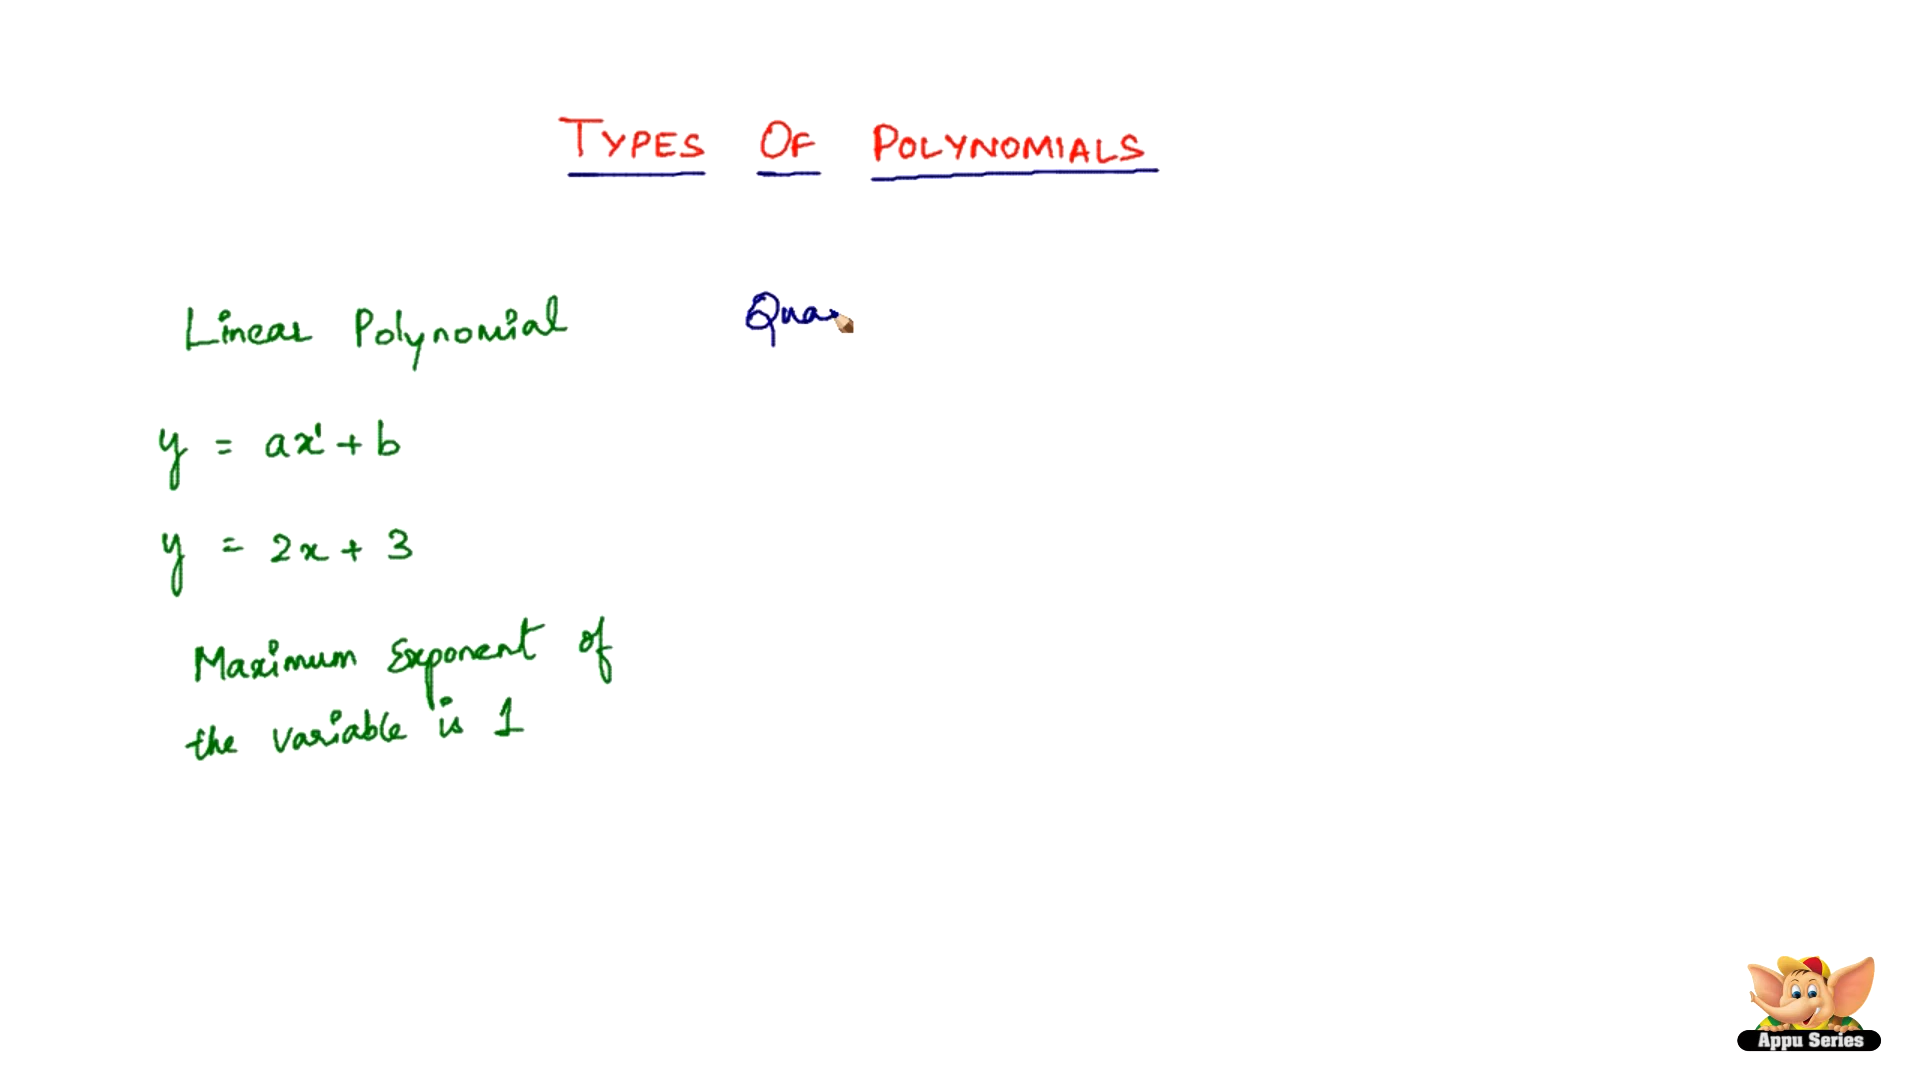 TYPES OF POLYNOMIALS
Linear Polynomial
Qua
y = ax¹ + b
y = 2x + 3
Maximum Exponent of
the variable is 1
Appu Series